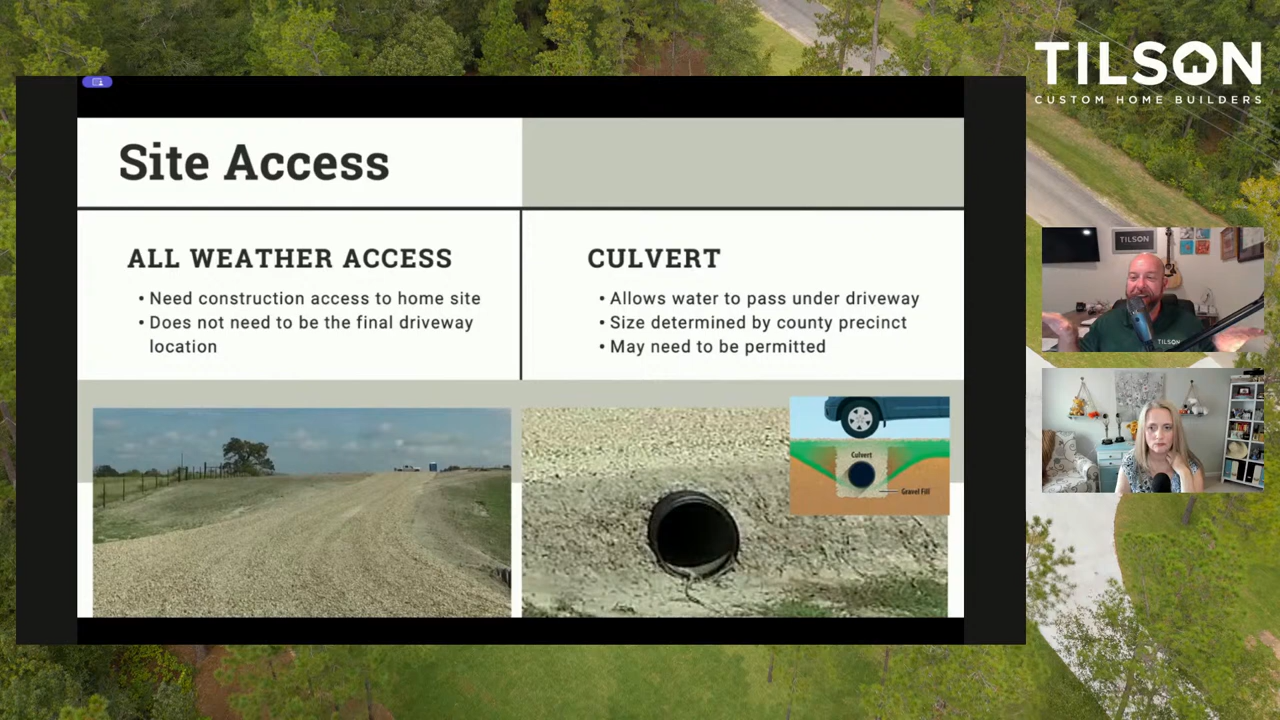 TILSON
CUSTOM HOME BUILDERS
Site Access
ALL WEATHER ACCESS
• Need construction access to home site
• Does not need to be the final driveway
location
CULVERT
• Allows water to pass under driveway
• Size determined by county precinct
• May need to be permitted
Culvert
Gravel Fill
TILSON
TILSON